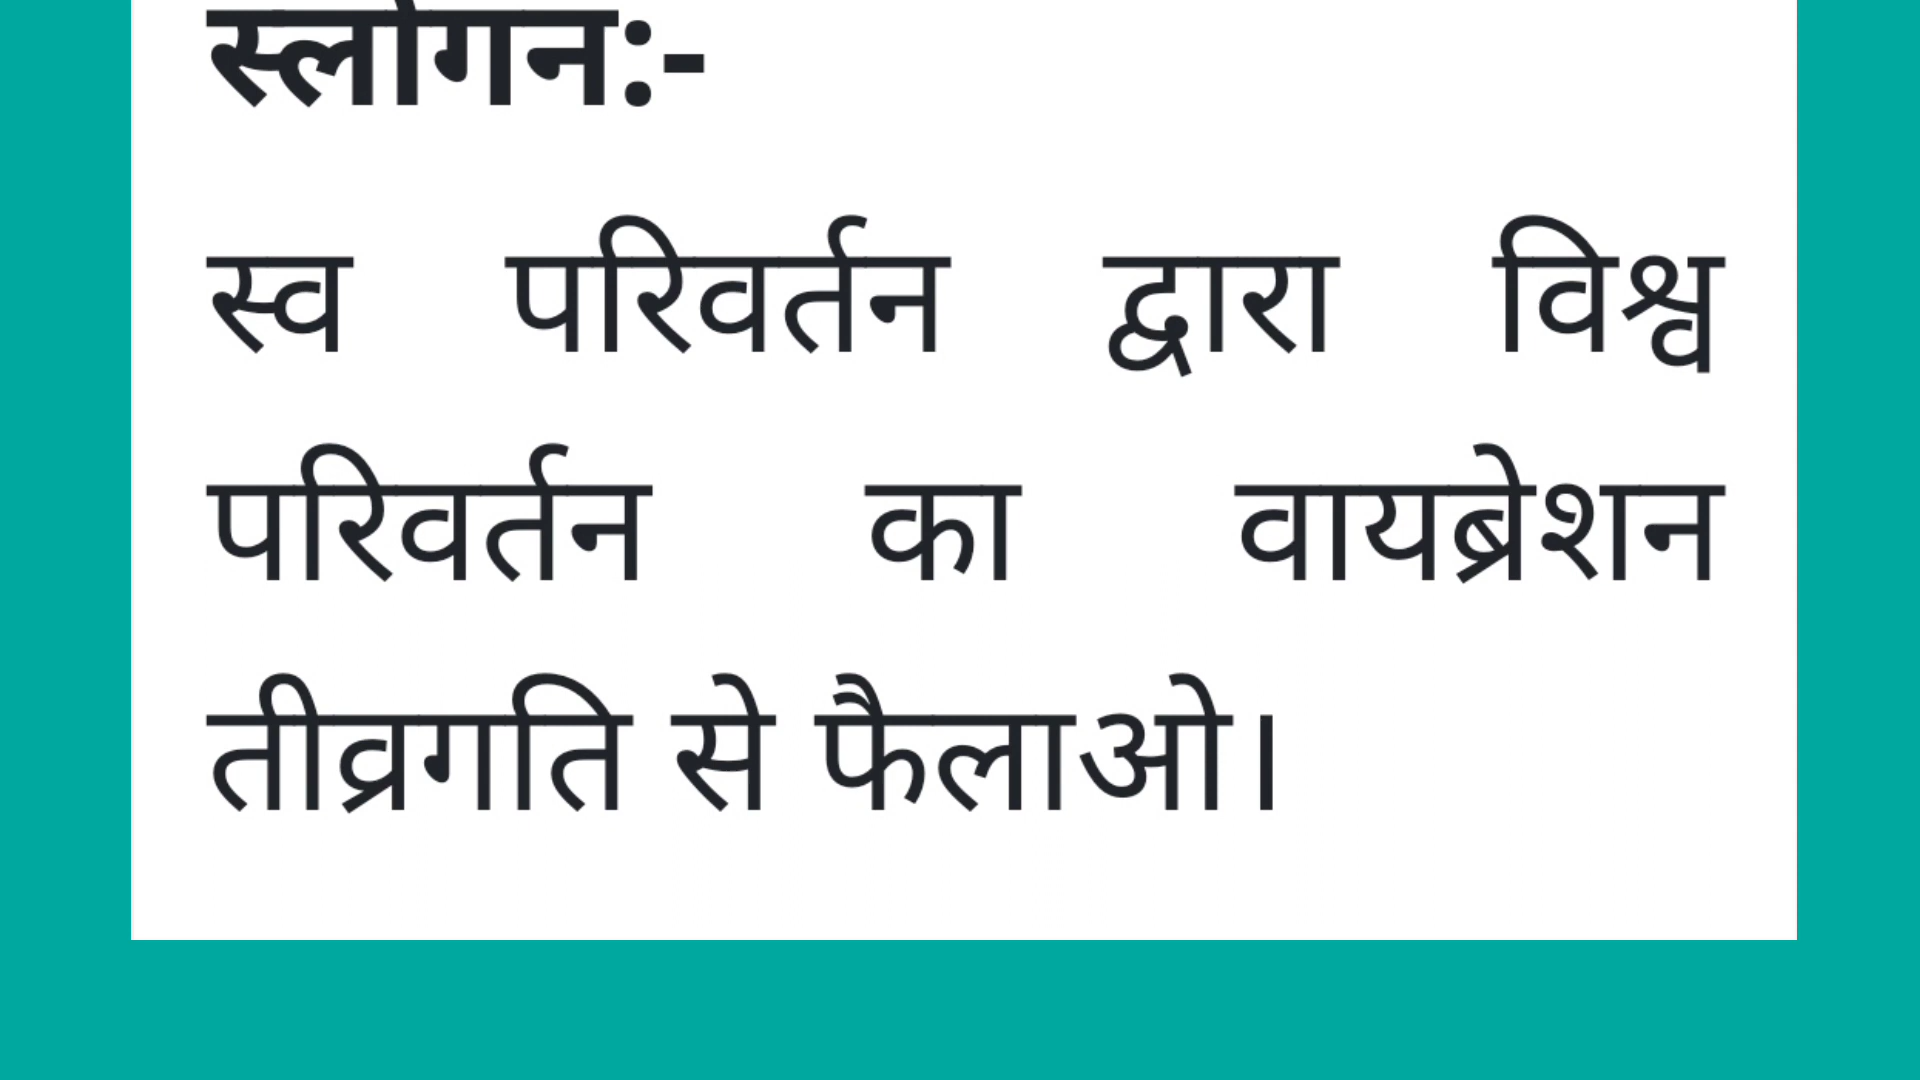 स्लोगन:-
स्व परिवर्तन द्वारा विश्व
परिवर्तन का वायब्रेशन
तीव्रगति से फैलाओ।